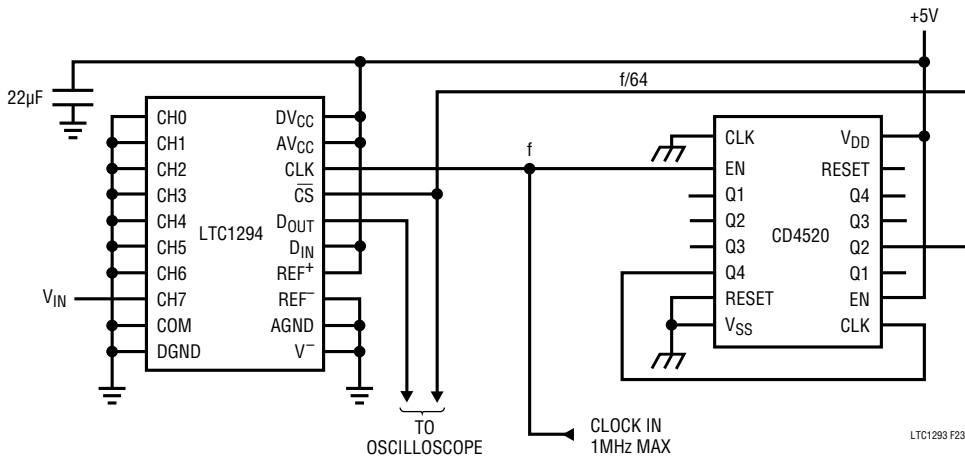 +5V
22µF
f/64
CH0
CH1
CH2
CH3
CH4
CH5
CH6
CH7
COM
DGND
LTC1294
DVCC
AVCC
CLK
CS
DOUT
DIN
REF+
REF–
AGND
V–
VIN
f
CLK
EN
Q1
Q2
Q3
Q4
RESET
VSS
CD4520
VDD
RESET
Q4
Q3
Q2
Q1
EN
CLK
TO
OSCILLOSCOPE
CLOCK IN
1MHz MAX
LTC1293 F23